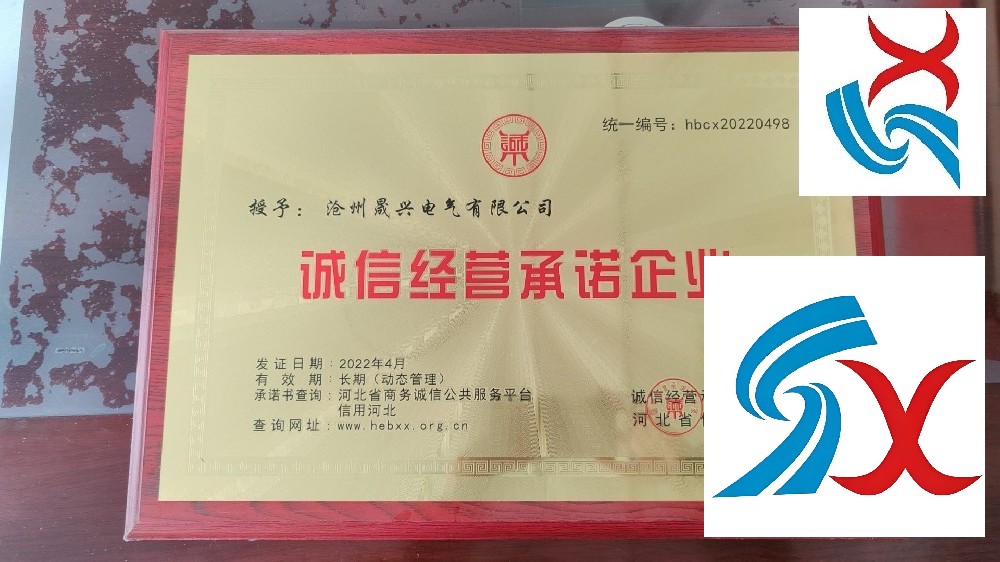 统一编号：hbcx20220498
授予：沧州晟兴电气有限公司
诚信经营承诺企业
发证日期：2022年4月
有效期：长期（动态管理）
承诺书查询：河北省商务诚信公共服务平台
信用河北
查询网址：www.hebxx.org.cn
诚信经营
河北省